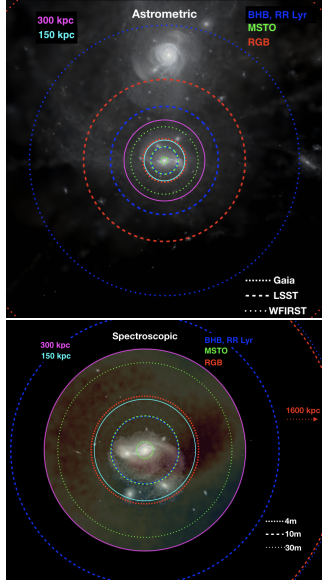 Astrometric
300 kpc
150 kpc
BHB, RR Lyr
MSTO
RGB
Gaia
LSST
WFIRST
Spectroscopic
300 kpc
150 kpc
BHB, RR Lyr
MSTO
RGB
1600 kpc
4m
10m
30m